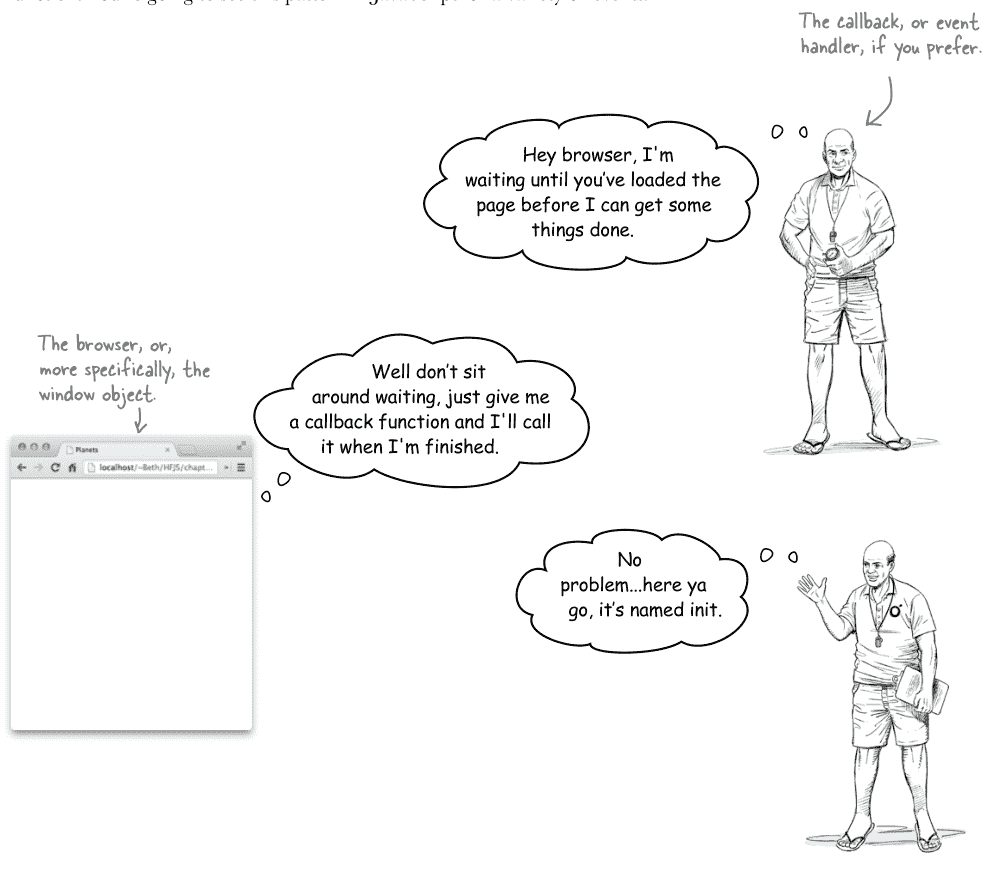 The callback, or event
handler, if you prefer.
Hey browser, I'm
waiting until you've loaded the
page before I can get some
things done.
The browser, or,
more specifically, the
window object.
Well don't sit
around waiting, just give me
a callback function and I'll call
it when I'm finished.
Planets
localhost/~Beth/HFJS/chapt...
No
problem...here ya
go, it's named init.